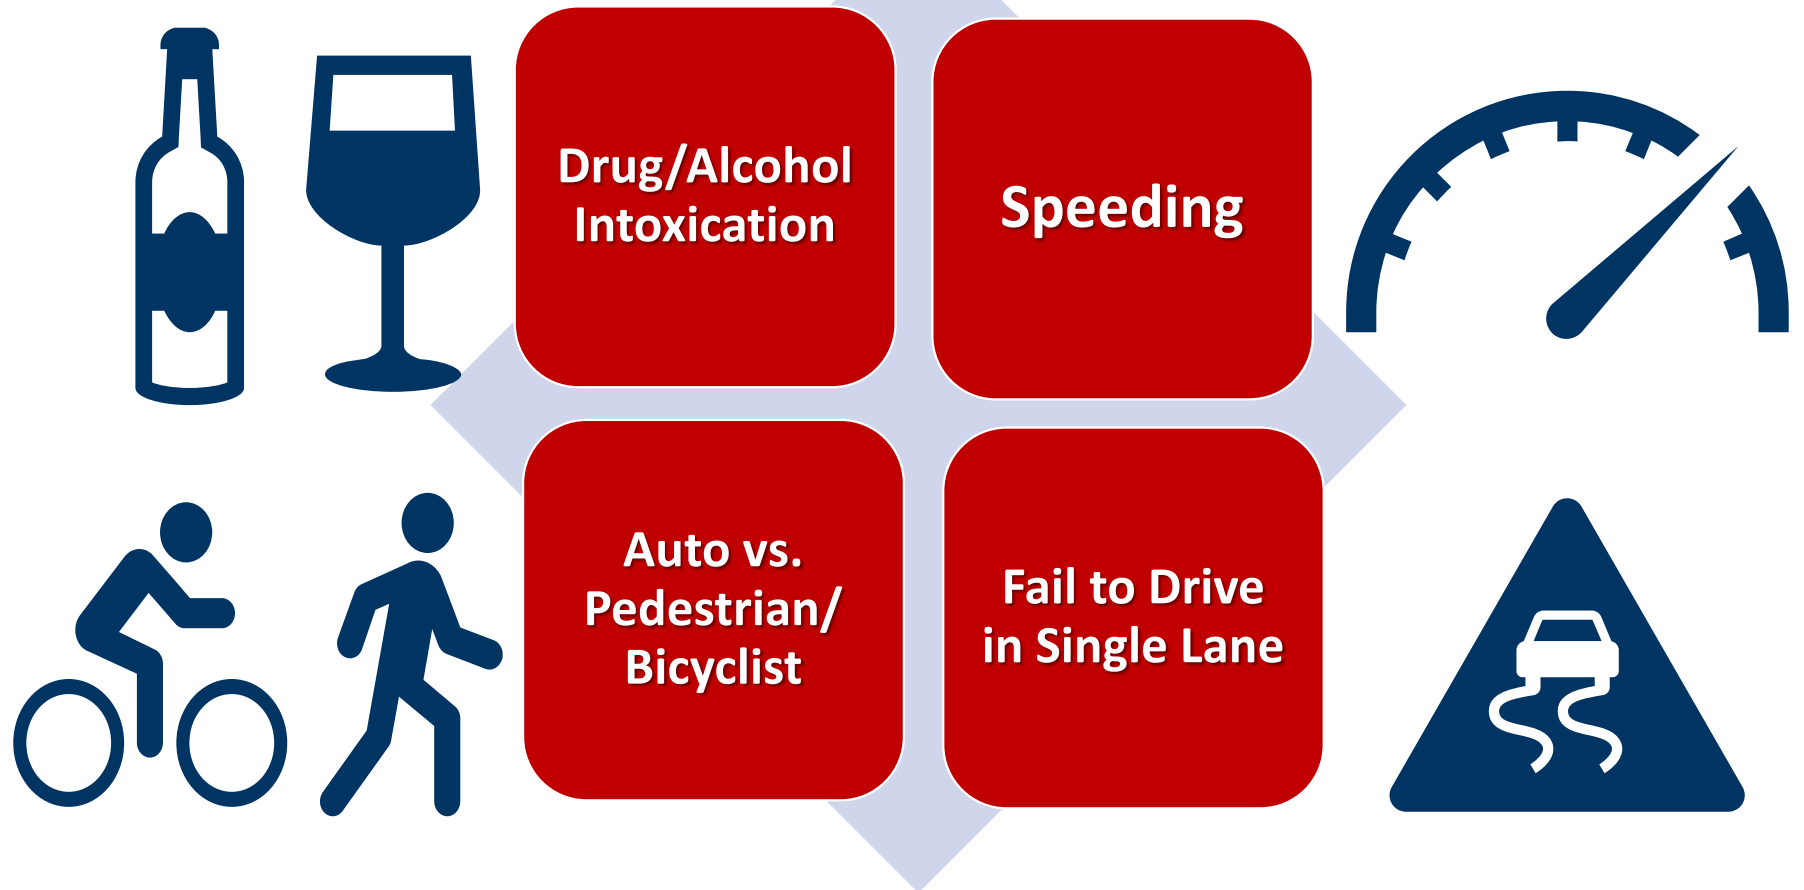 Drug/Alcohol
Intoxication
Speeding
Auto vs.
Pedestrian/
Bicyclist
Fail to Drive
in Single Lane